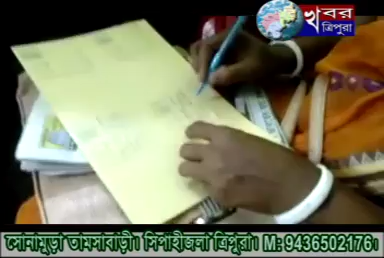 খবর
ত্রিপুরা
সোনামুড়া তামসাবাড়ী। সিপাহীজলা ত্রিপুরা। M: 9436502176।